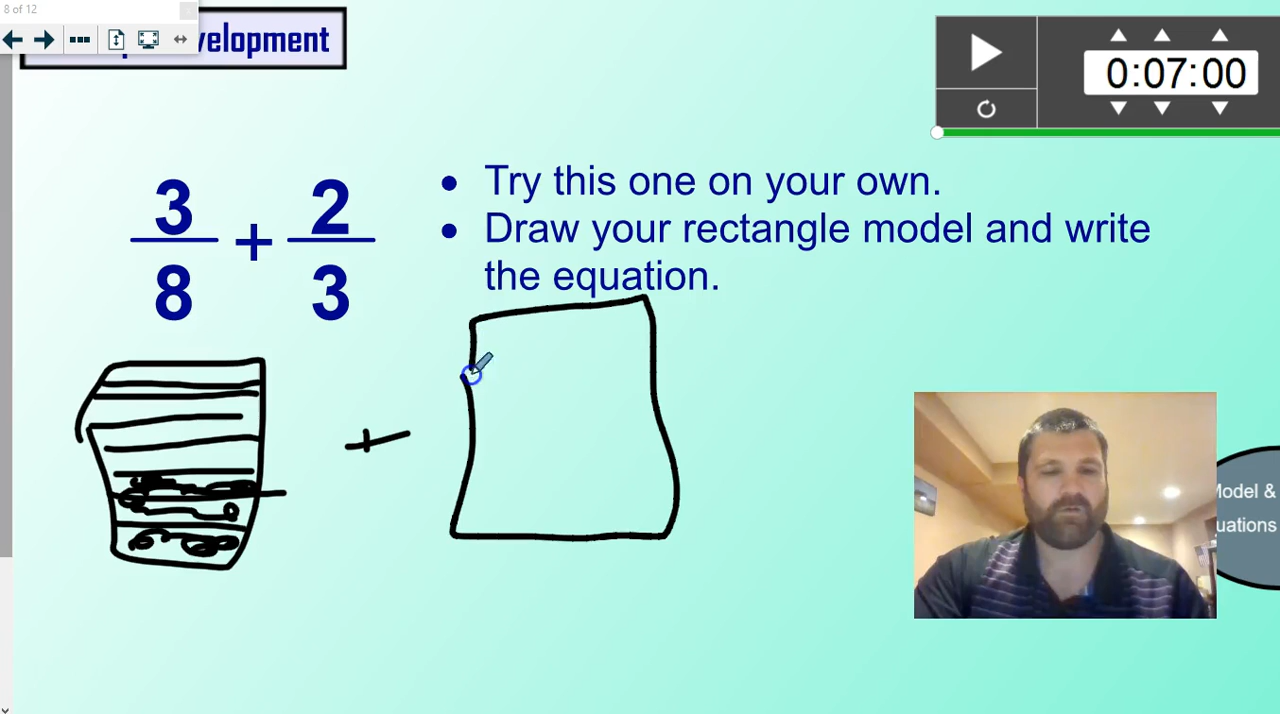 8 of 12
velopment
0:07:00
3/8 + 2/3
• Try this one on your own.
• Draw your rectangle model and write
the equation.
+
Model &
uations